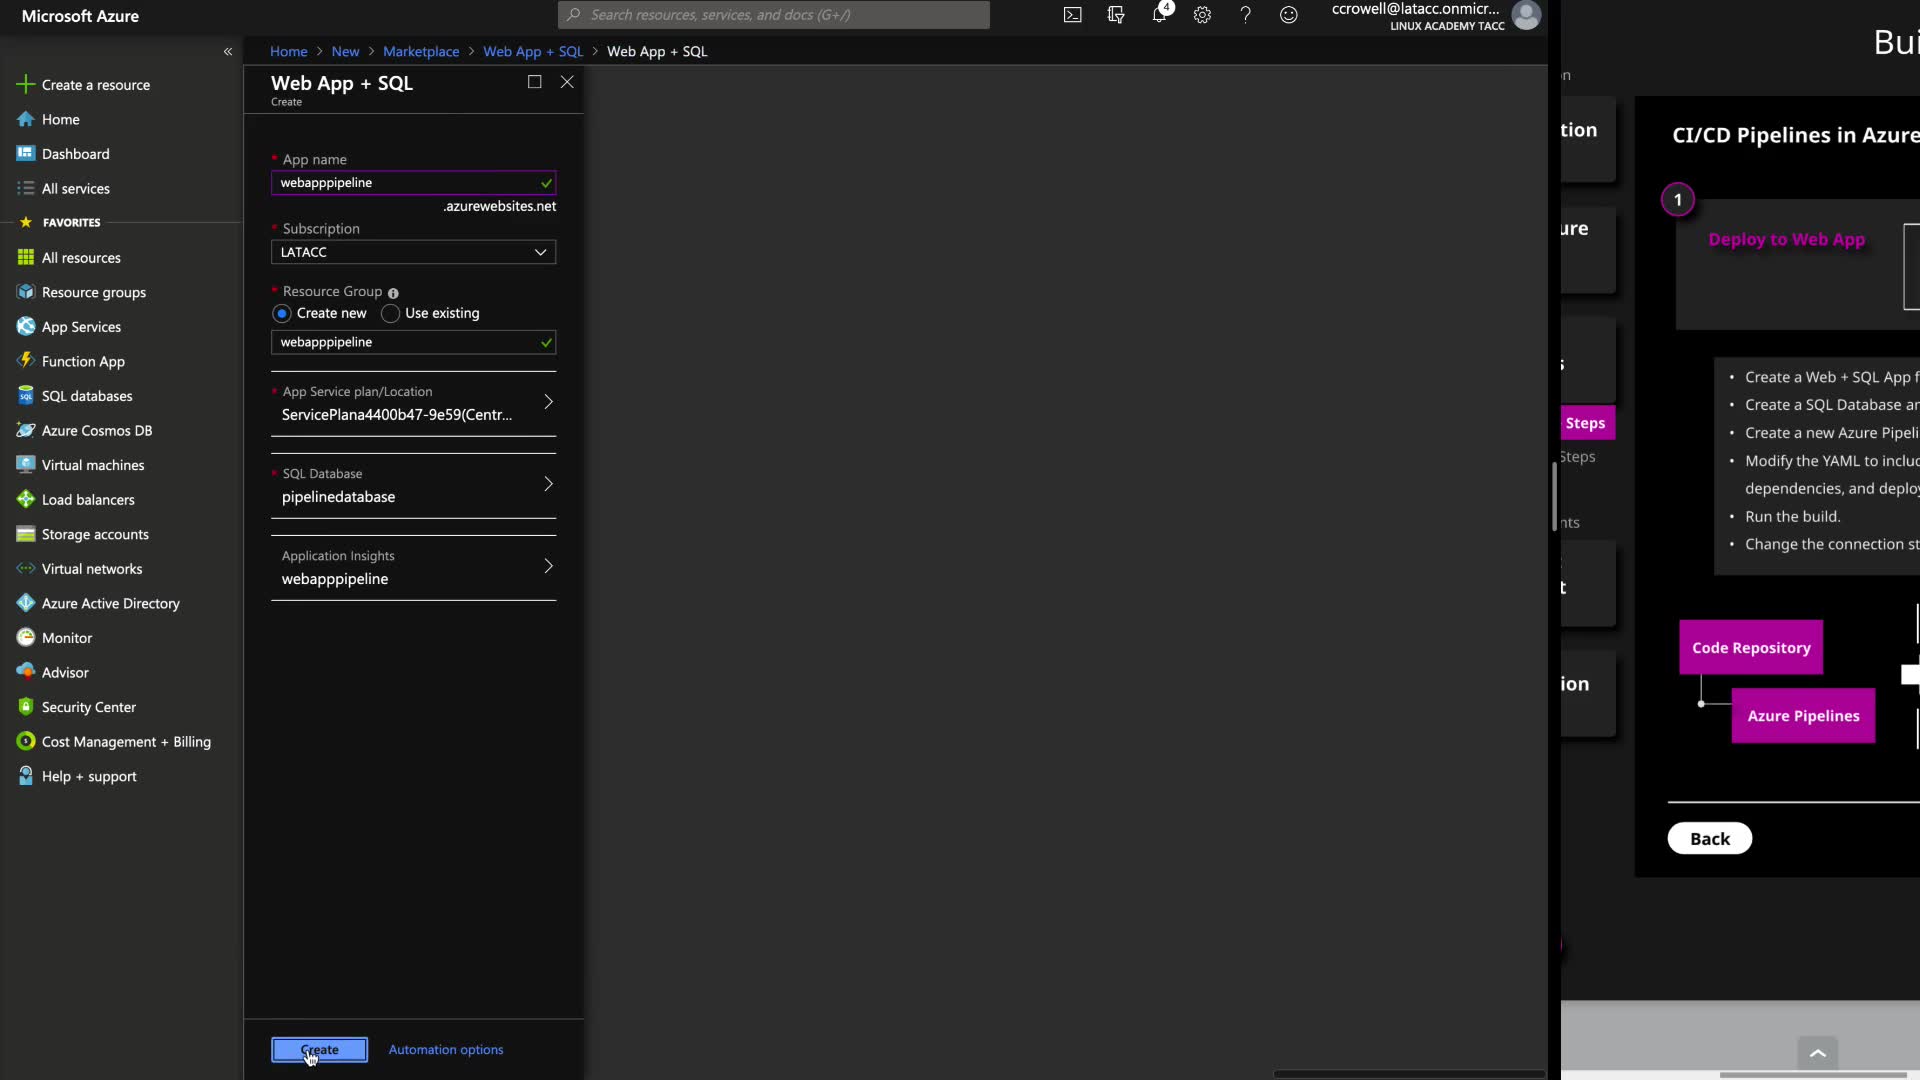 Microsoft Azure
Search resources, services, and docs (G+/)
4
ccrowell@latacc.onmicr...
LINUX ACADEMY TACC
Home > New > Marketplace > Web App + SQL > Web App + SQL
Create a resource
Home
Dashboard
All services
FAVORITES
All resources
Resource groups
App Services
Function App
SQL databases
Azure Cosmos DB
Virtual machines
Load balancers
Storage accounts
Virtual networks
Azure Active Directory
Monitor
Advisor
Security Center
Cost Management + Billing
Help + support
Web App + SQL
Create
* App name
webapppipeline
.azurewebsites.net
* Subscription
LATACC
* Resource Group
Create new
Use existing
webapppipeline
* App Service plan/Location
ServicePlana4400b47-9e59(Centr...
* SQL Database
pipelinedatabase
Application Insights
webapppipeline
Create
Automation options
Bui
n
tion
ure
s
Steps
Steps
nts
t
ion
CI/CD Pipelines in Azure
1
Deploy to Web App
• Create a Web + SQL App f
• Create a SQL Database an
• Create a new Azure Pipeli
• Modify the YAML to includ
dependencies, and deploy
• Run the build.
• Change the connection st
Code Repository
Azure Pipelines
Back